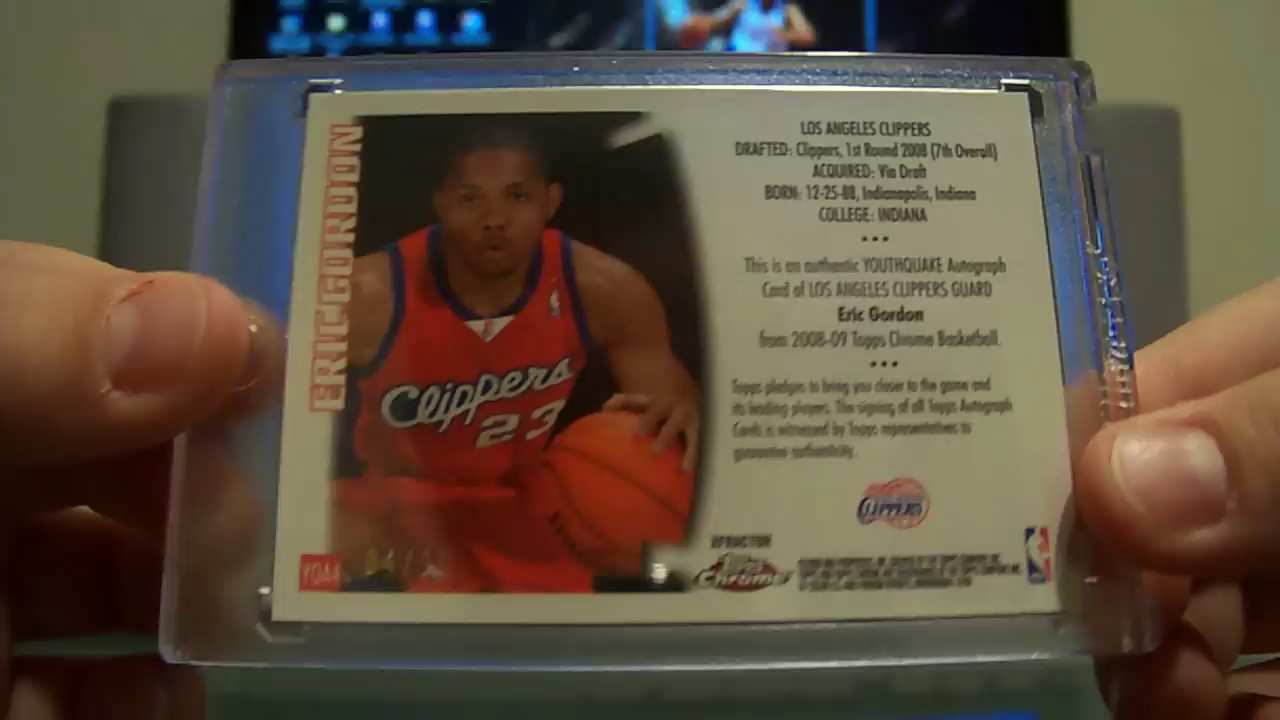 ERIC GORDON
Clippers
23
YQA4
LOS ANGELES CLIPPERS
DRAFTED: Clippers, 1st Round 2008 (7th Overall)
ACQUIRED: Via Draft
BORN: 12-25-88, Indianapolis, Indiana
COLLEGE: INDIANA
• • •
This is an authentic YOUTHQUAKE Autograph
Card of LOS ANGELES CLIPPERS GUARD
Eric Gordon
from 2008-09 Topps Chrome Basketball.
• • •
Topps pledges to bring you closer to the game and
its leading players. The signing of all Topps Autograph
Cards is witnessed by Topps representatives to
guarantee authenticity.
CLIPPERS
XFRACTOR
Topps
Chrome